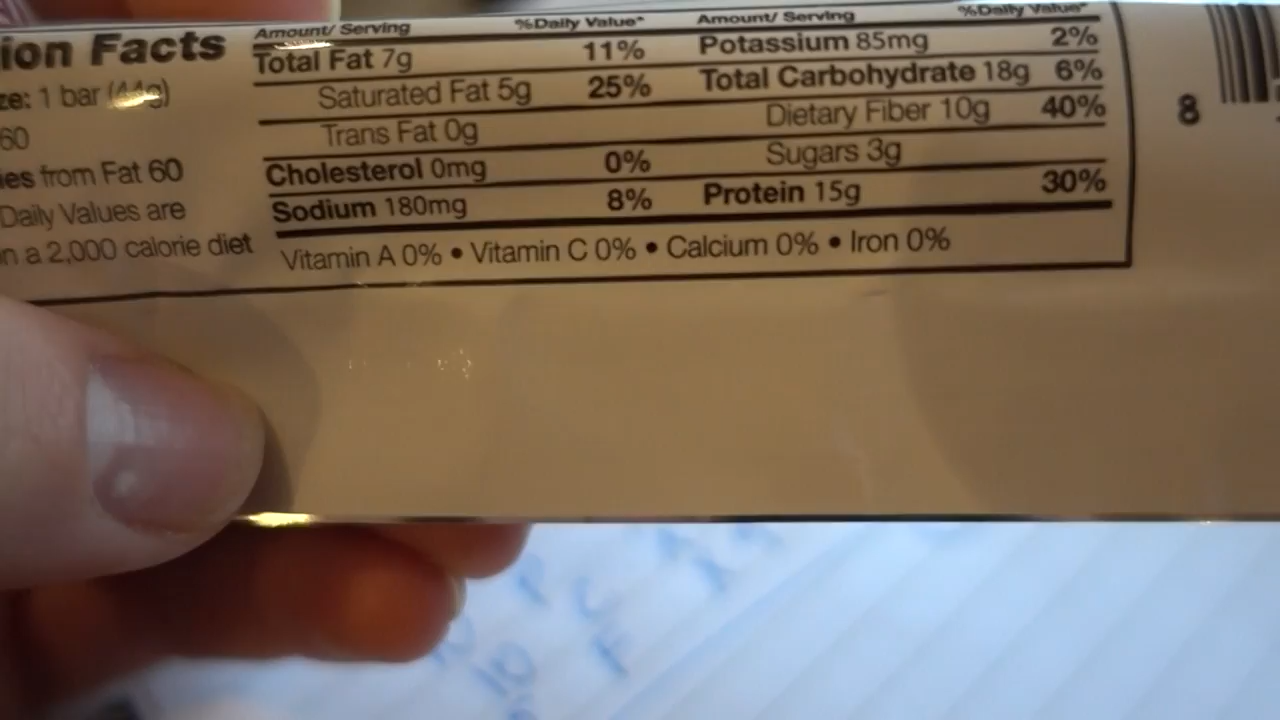 ion Facts
ze: 1 bar (44g)
60
ies from Fat 60
Daily Values are
n a 2,000 calorie diet
Amount/ Serving %Daily Value*
Total Fat 7g 11%
Saturated Fat 5g 25%
Trans Fat 0g
Cholesterol 0mg 0%
Sodium 180mg 8%
Amount/ Serving %Daily Value*
Potassium 85mg 2%
Total Carbohydrate 18g 6%
Dietary Fiber 10g 40%
Sugars 3g
Protein 15g 30%
Vitamin A 0% • Vitamin C 0% • Calcium 0% • Iron 0%
8
P
C
F
10